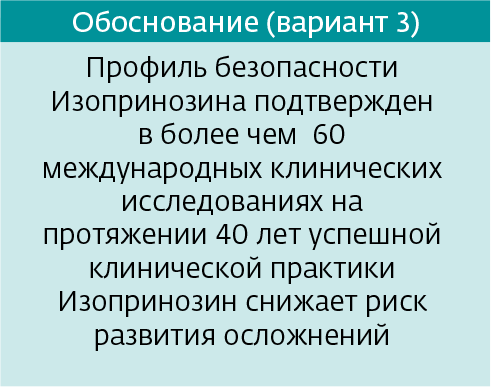 Обоснование (вариант 3)
Профиль безопасности
Изопринозина подтвержден
в более чем  60
международных клинических
исследованиях на
протяжении 40 лет успешной
клинической практики
Изопринозин снижает риск
развития осложнений